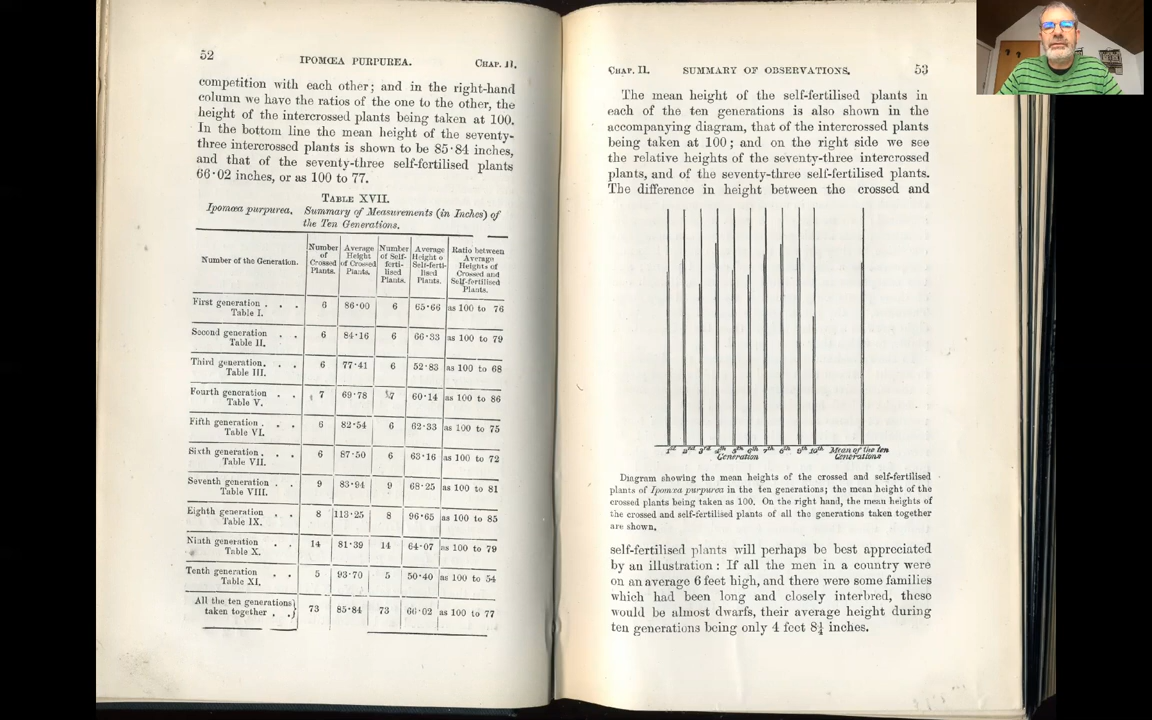 52
IPOMŒA PURPUREA.
CHAP. II.
competition with each other; and in the right-hand
column we have the ratios of the one to the other, the
height of the intercrossed plants being taken at 100.
In the bottom line the mean height of the seventy-
three intercrossed plants is shown to be 85·84 inches,
and that of the seventy-three self-fertilised plants
66·02 inches, or as 100 to 77.
TABLE XVII.
Ipomœa purpurea. Summary of Measurements (in Inches) of
the Ten Generations.
Number of the Generation. Number of Crossed Plants. Average Height of Crossed Plants. Number of Self-ferti-lised Plants. Average Height o Self-ferti-lised Plants. Ratio between Average Heights of Crossed and Self-fertilised Plants.
First generation . . . 6 86·00 6 65·66 as 100 to 76
Table I.
Second generation . . 6 84·16 6 66·33 as 100 to 79
Table II.
Third generation. . . 6 77·41 6 52·83 as 100 to 68
Table III.
Fourth generation . . 7 69·78 7 60·14 as 100 to 86
Table V.
Fifth generation . . . 6 82·54 6 62·33 as 100 to 75
Table VI.
Sixth generation . . . 6 87·50 6 63·16 as 100 to 72
Table VII.
Seventh generation . . 9 83·94 9 68·25 as 100 to 81
Table VIII.
Eighth generation . . 8 113·25 8 96·65 as 100 to 85
Table IX.
Ninth generation . . 14 81·39 14 64·07 as 100 to 79
Table X.
Tenth generation . . 5 93·70 5 50·40 as 100 to 54
Table XI.
All the ten generations
taken together . . 73 85·84 73 66·02 as 100 to 77
CHAP. II.
SUMMARY OF OBSERVATIONS.
53
The mean height of the self-fertilised plants in
each of the ten generations is also shown in the
accompanying diagram, that of the intercrossed plants
being taken at 100; and on the right side we see
the relative heights of the seventy-three intercrossed
plants, and of the seventy-three self-fertilised plants.
The difference in height between the crossed and
1st 2nd 3rd 4th 5th 6th 7th 8th 9th 10th Mean of the ten
Generation Generations
Diagram showing the mean heights of the crossed and self-fertilised
plants of Ipomœa purpurea in the ten generations; the mean height of the
crossed plants being taken as 100. On the right hand, the mean heights of
the crossed and self-fertilised plants of all the generations taken together
are shown.
self-fertilised plants will perhaps be best appreciated
by an illustration: If all the men in a country were
on an average 6 feet high, and there were some families
which had been long and closely interbred, these
would be almost dwarfs, their average height during
ten generations being only 4 feet 8¼ inches.